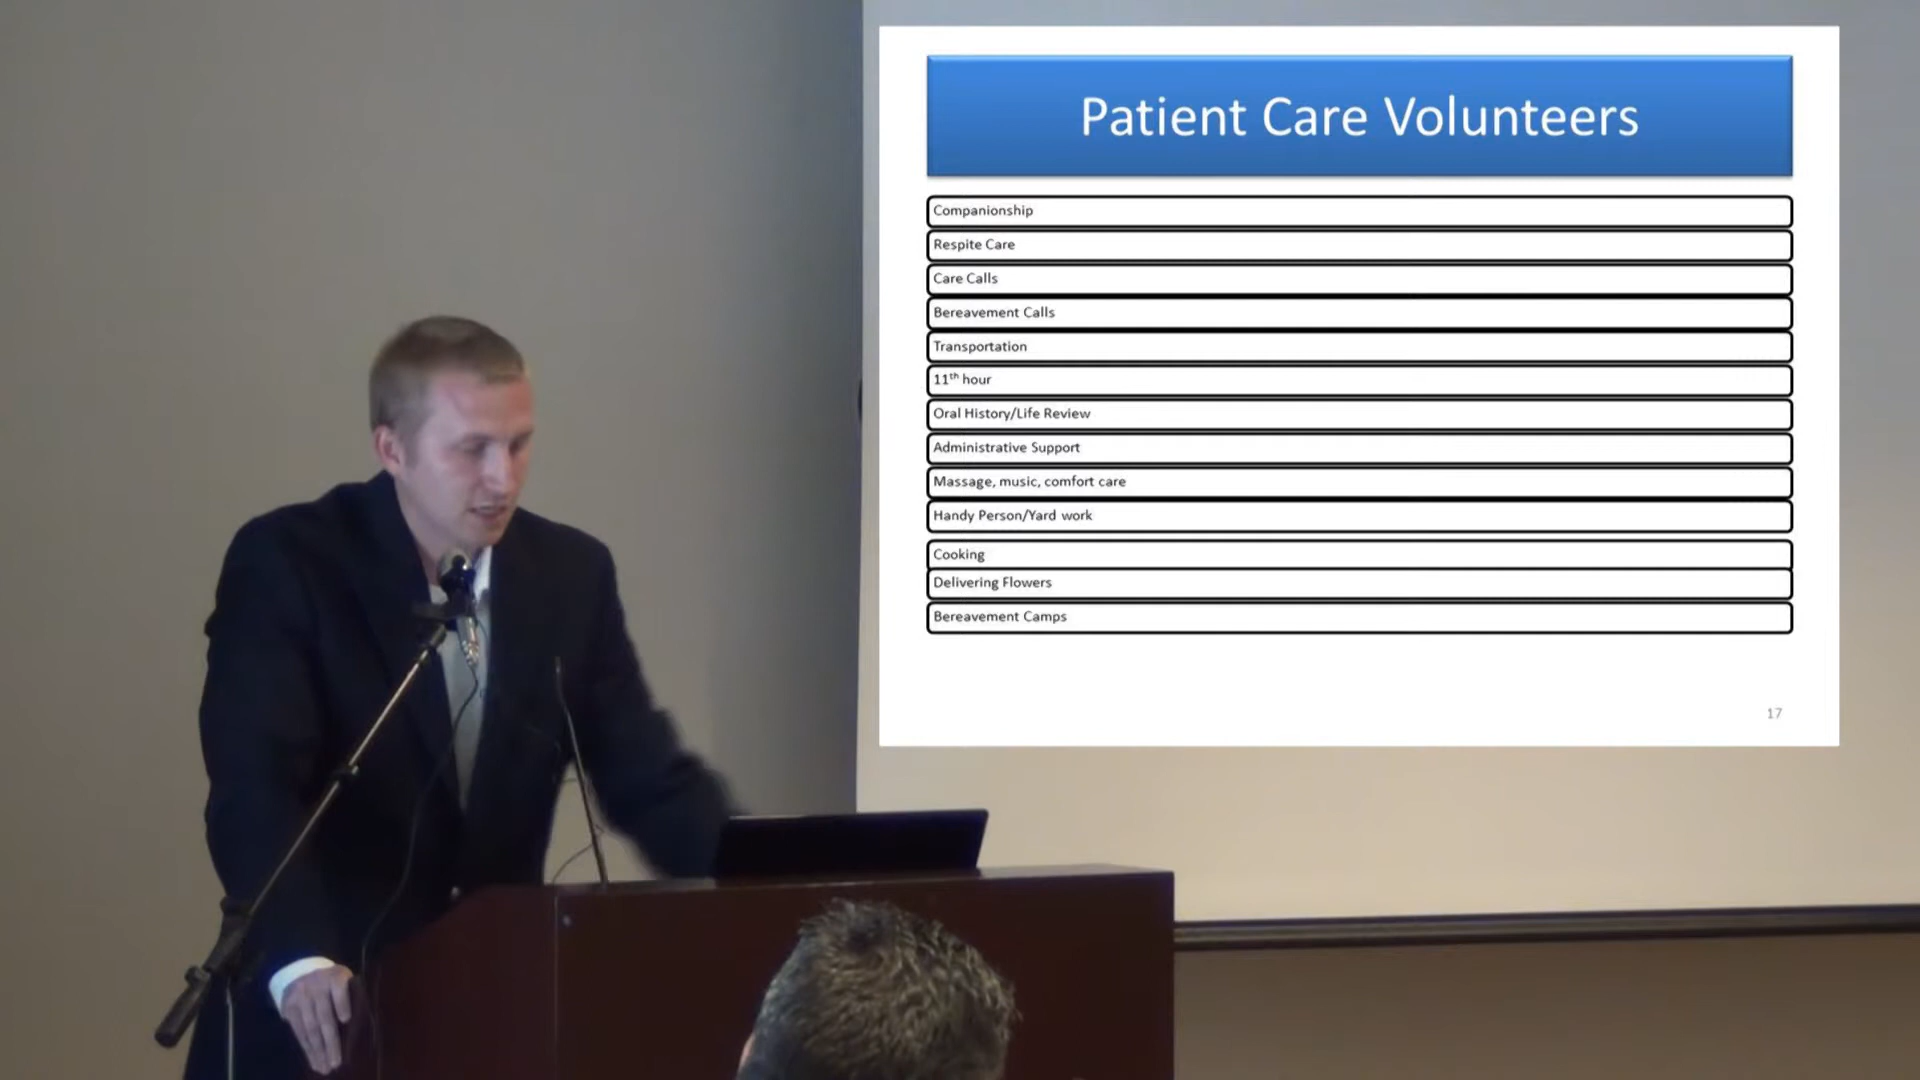 Patient Care Volunteers
Companionship
Respite Care
Care Calls
Bereavement Calls
Transportation
11th hour
Oral History/Life Review
Administrative Support
Massage, music, comfort care
Handy Person/Yard work
Cooking
Delivering Flowers
Bereavement Camps
17